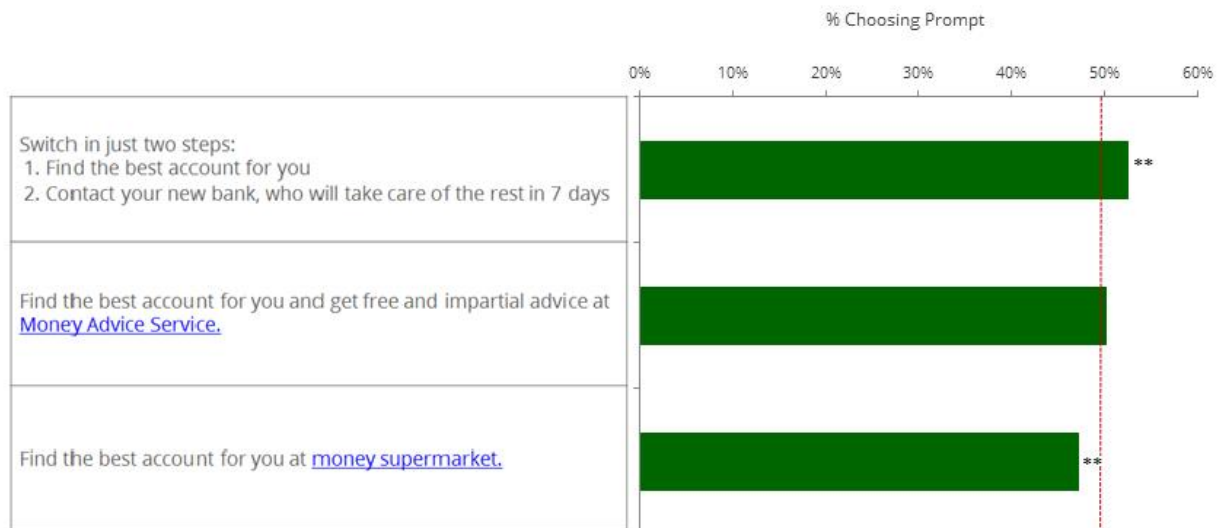 % Choosing Prompt
0% 10% 20% 30% 40% 50% 60%
Switch in just two steps:
1. Find the best account for you
2. Contact your new bank, who will take care of the rest in 7 days
**
Find the best account for you and get free and impartial advice at
Money Advice Service.
Find the best account for you at money supermarket.
**